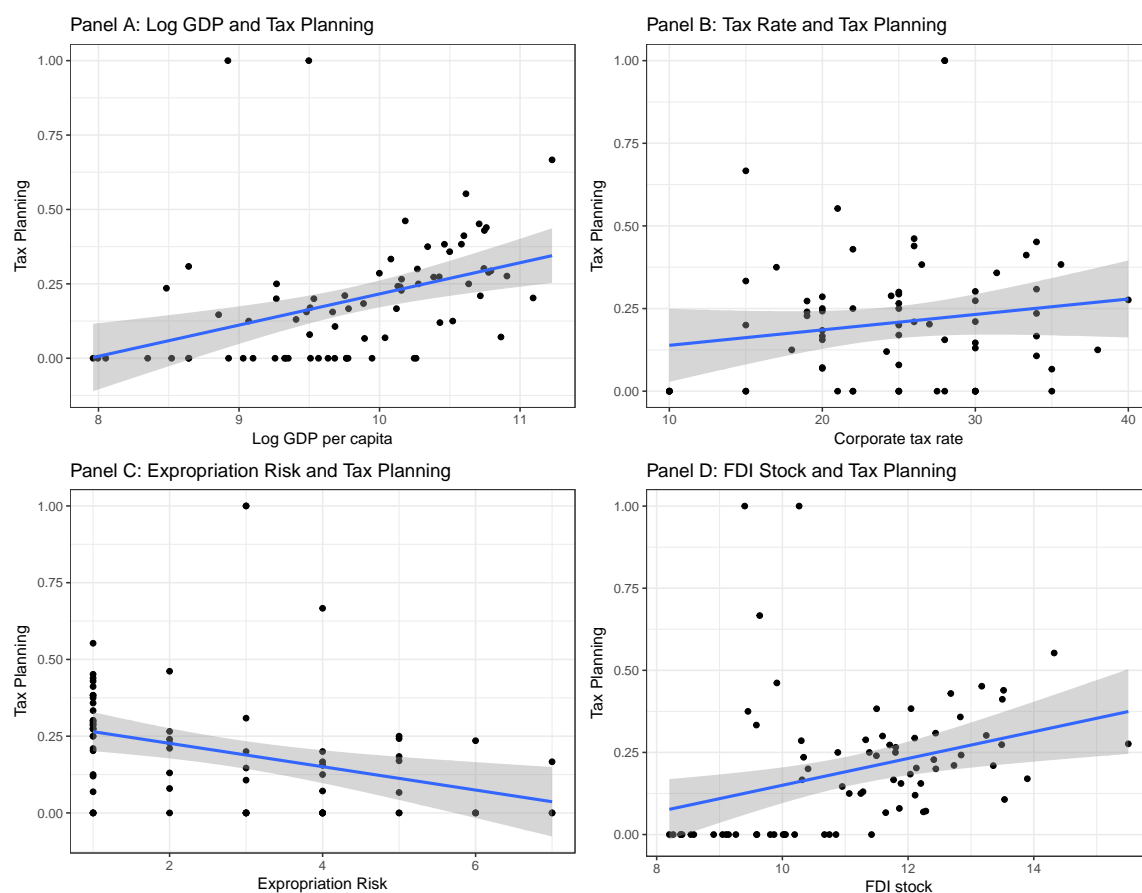 Panel A: Log GDP and Tax Planning
1.00
0.75
0.50
0.25
0.00
Tax Planning
8
9
10
11
Log GDP per capita
Panel B: Tax Rate and Tax Planning
1.00
0.75
0.50
0.25
0.00
Tax Planning
10
20
30
40
Corporate tax rate
Panel C: Expropriation Risk and Tax Planning
1.00
0.75
0.50
0.25
0.00
Tax Planning
2
4
6
Expropriation Risk
Panel D: FDI Stock and Tax Planning
1.00
0.75
0.50
0.25
0.00
Tax Planning
8
10
12
14
FDI stock